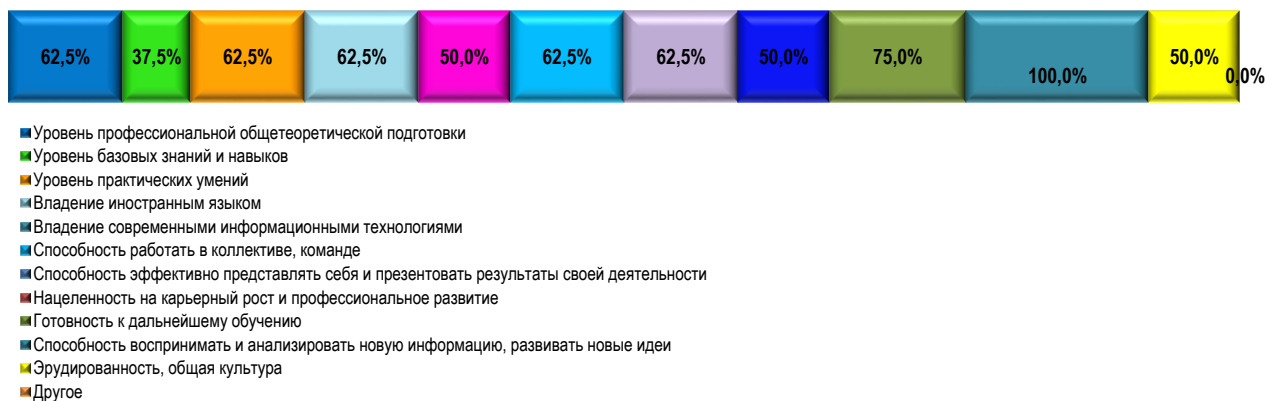 62,5% 37,5% 62,5% 62,5% 50,0% 62,5% 62,5% 50,0% 75,0% 100,0% 50,0% 0,0%
Уровень профессиональной общетеоретической подготовки
Уровень базовых знаний и навыков
Уровень практических умений
Владение иностранным языком
Владение современными информационными технологиями
Способность работать в коллективе, команде
Способность эффективно представлять себя и презентовать результаты своей деятельности
Нацеленность на карьерный рост и профессиональное развитие
Готовность к дальнейшему обучению
Способность воспринимать и анализировать новую информацию, развивать новые идеи
Эрудированность, общая культура
Другое